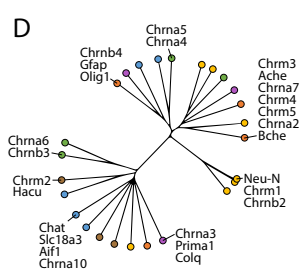 D
Chrna5
Chrna4
Chrnb4
Gfap
Olig1
Chrm3
Ache
Chrna7
Chrm4
Chrm5
Chrna2
Bche
Chrna6
Chrnb3
Chrm2
Hacu
Neu-N
Chrm1
Chrnb2
Chat
Slc18a3
Aif1
Chrna10
Chrna3
Prima1
Colq